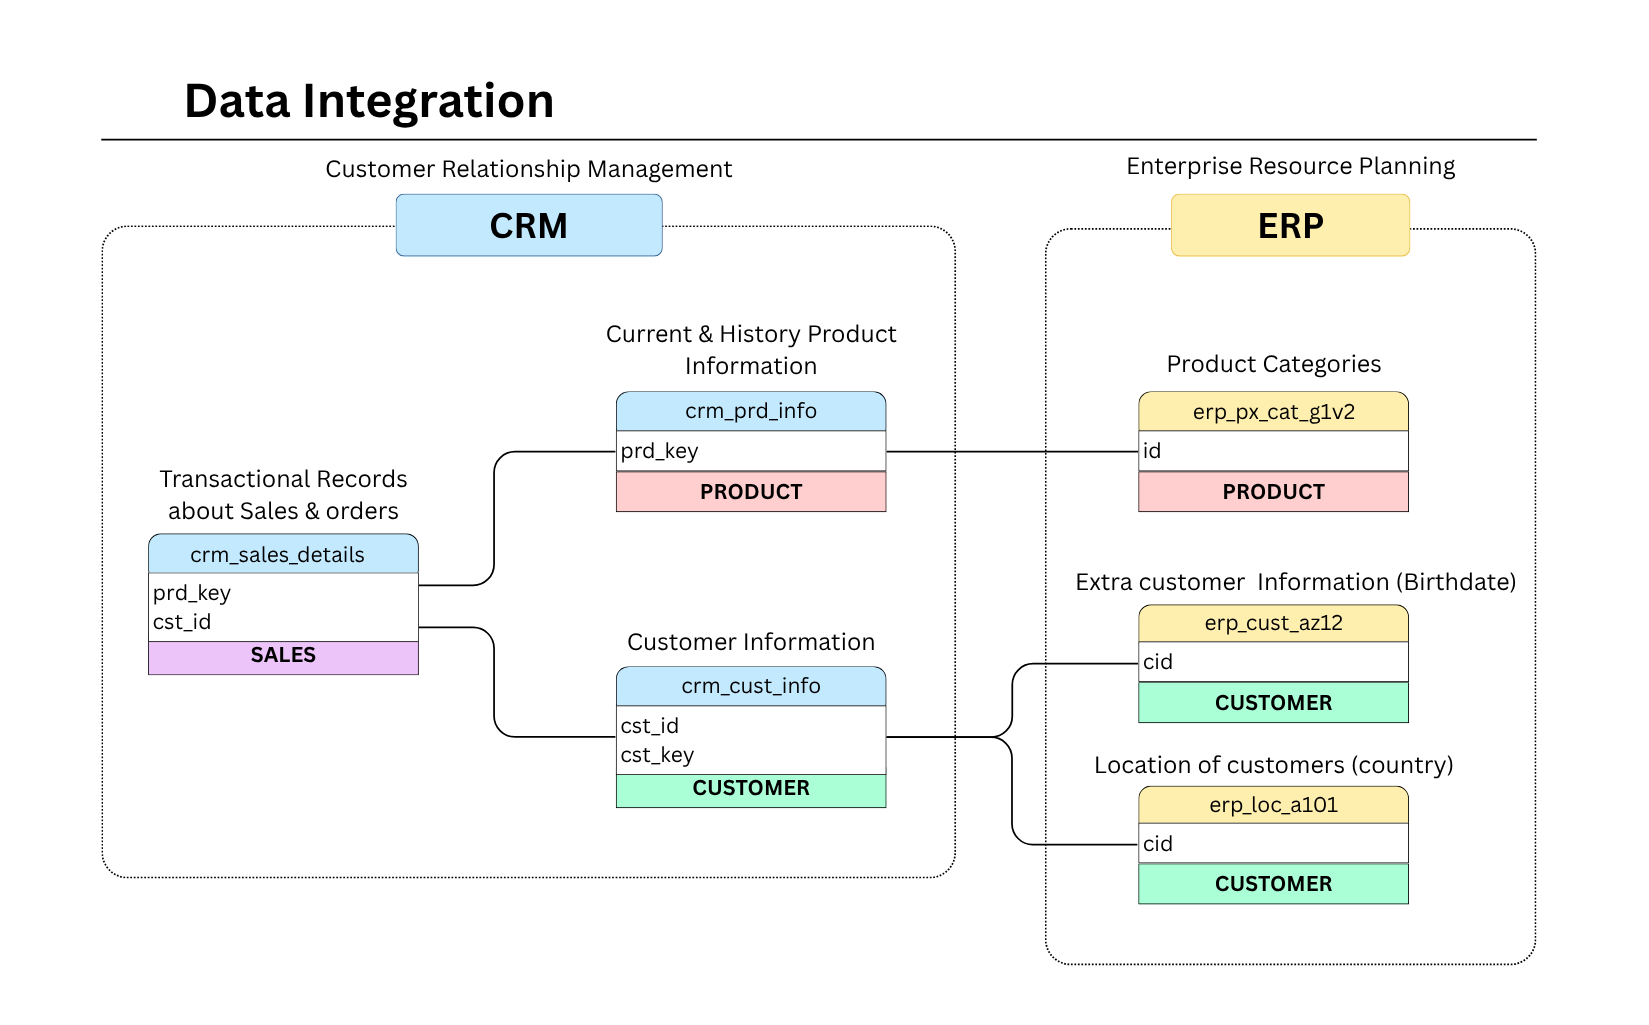 Data Integration
Customer Relationship Management
CRM
Enterprise Resource Planning
ERP
Transactional Records
about Sales & orders
crm_sales_details
prd_key
cst_id
SALES
Current & History Product
Information
crm_prd_info
prd_key
PRODUCT
Customer Information
crm_cust_info
cst_id
cst_key
CUSTOMER
Product Categories
erp_px_cat_g1v2
id
PRODUCT
Extra customer  Information (Birthdate)
erp_cust_az12
cid
CUSTOMER
Location of customers (country)
erp_loc_a101
cid
CUSTOMER